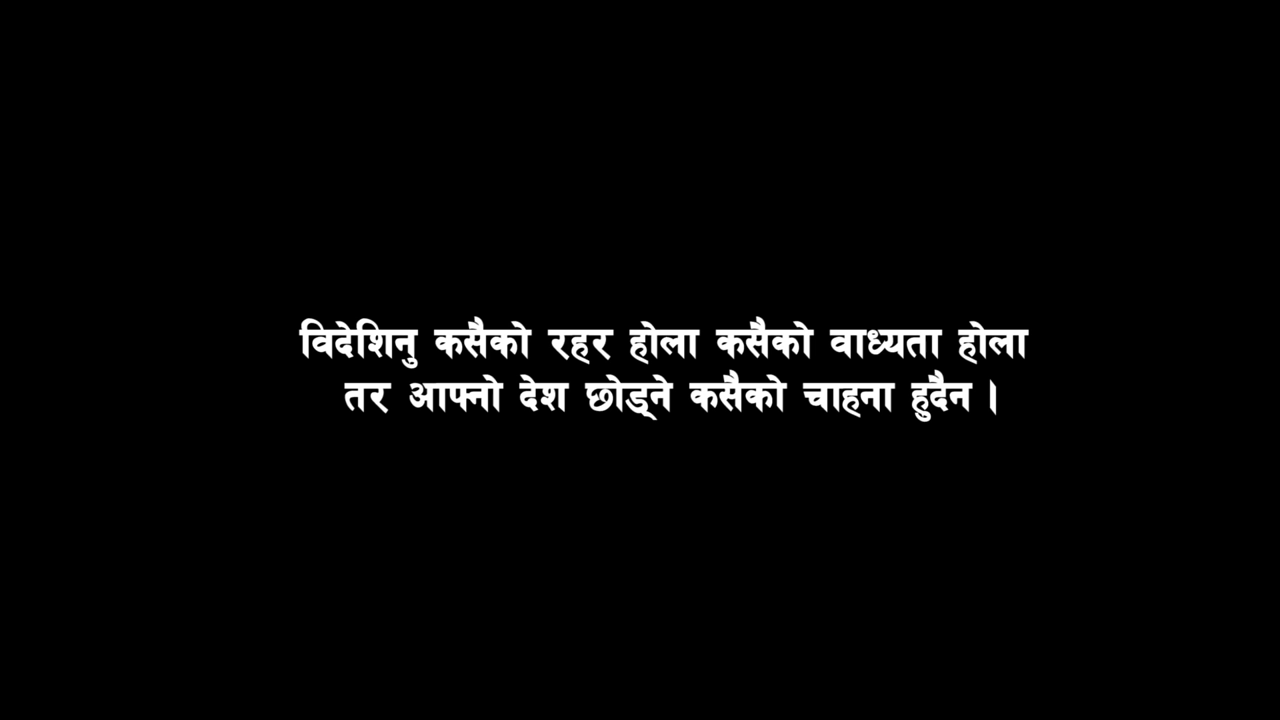 विदेशिनु कसैको रहर होला कसैको वाध्यता होला
तर आफ्नो देश छोड्ने कसैको चाहना हुदैन ।